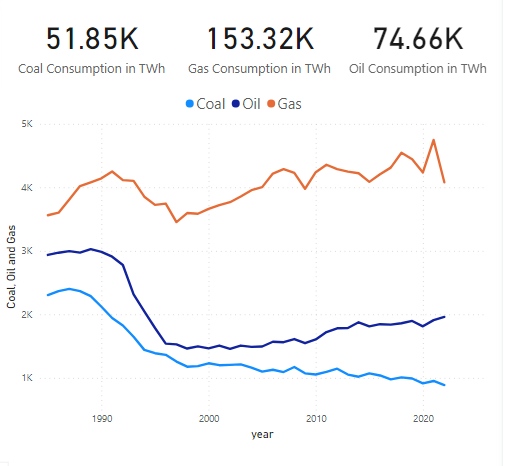 51.85K 153.32K 74.66K
Coal Consumption in TWh Gas Consumption in TWh Oil Consumption in TWh
Coal Oil Gas
5K
4K
3K
2K
1K
Coal, Oil and Gas
1990 2000 2010 2020
year